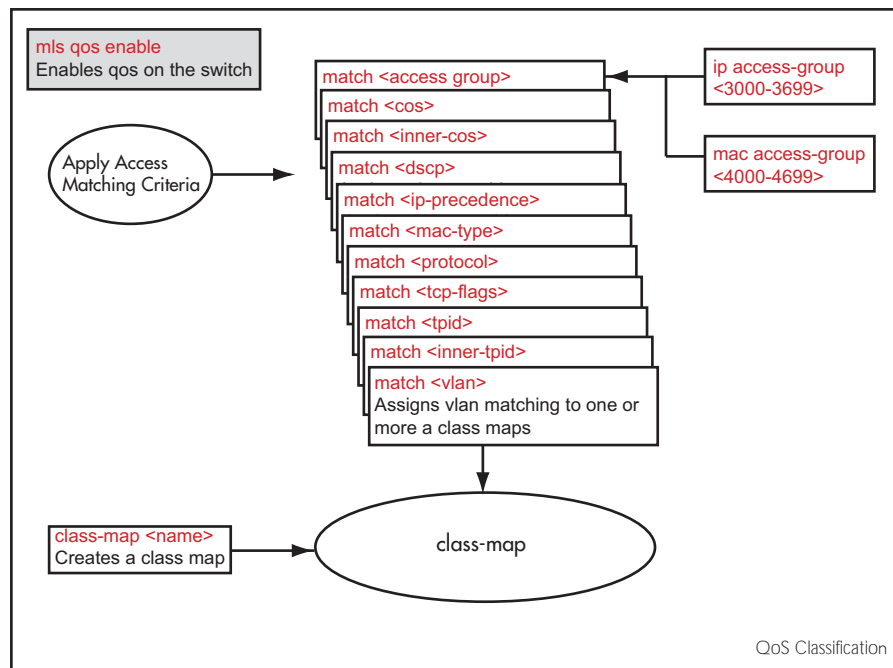 mls qos enable
Enables qos on the switch
match <access group>
match <cos>
match <inner-cos>
match <dscp>
match <ip-precedence>
match <mac-type>
match <protocol>
match <tcp-flags>
match <tpid>
match <inner-tpid>
match <vlan>
Assigns vlan matching to one or
more a class maps
ip access-group
<3000-3699>
mac access-group
<4000-4699>
Apply Access
Matching Criteria
class-map <name>
Creates a class map
class-map
QoS Classification